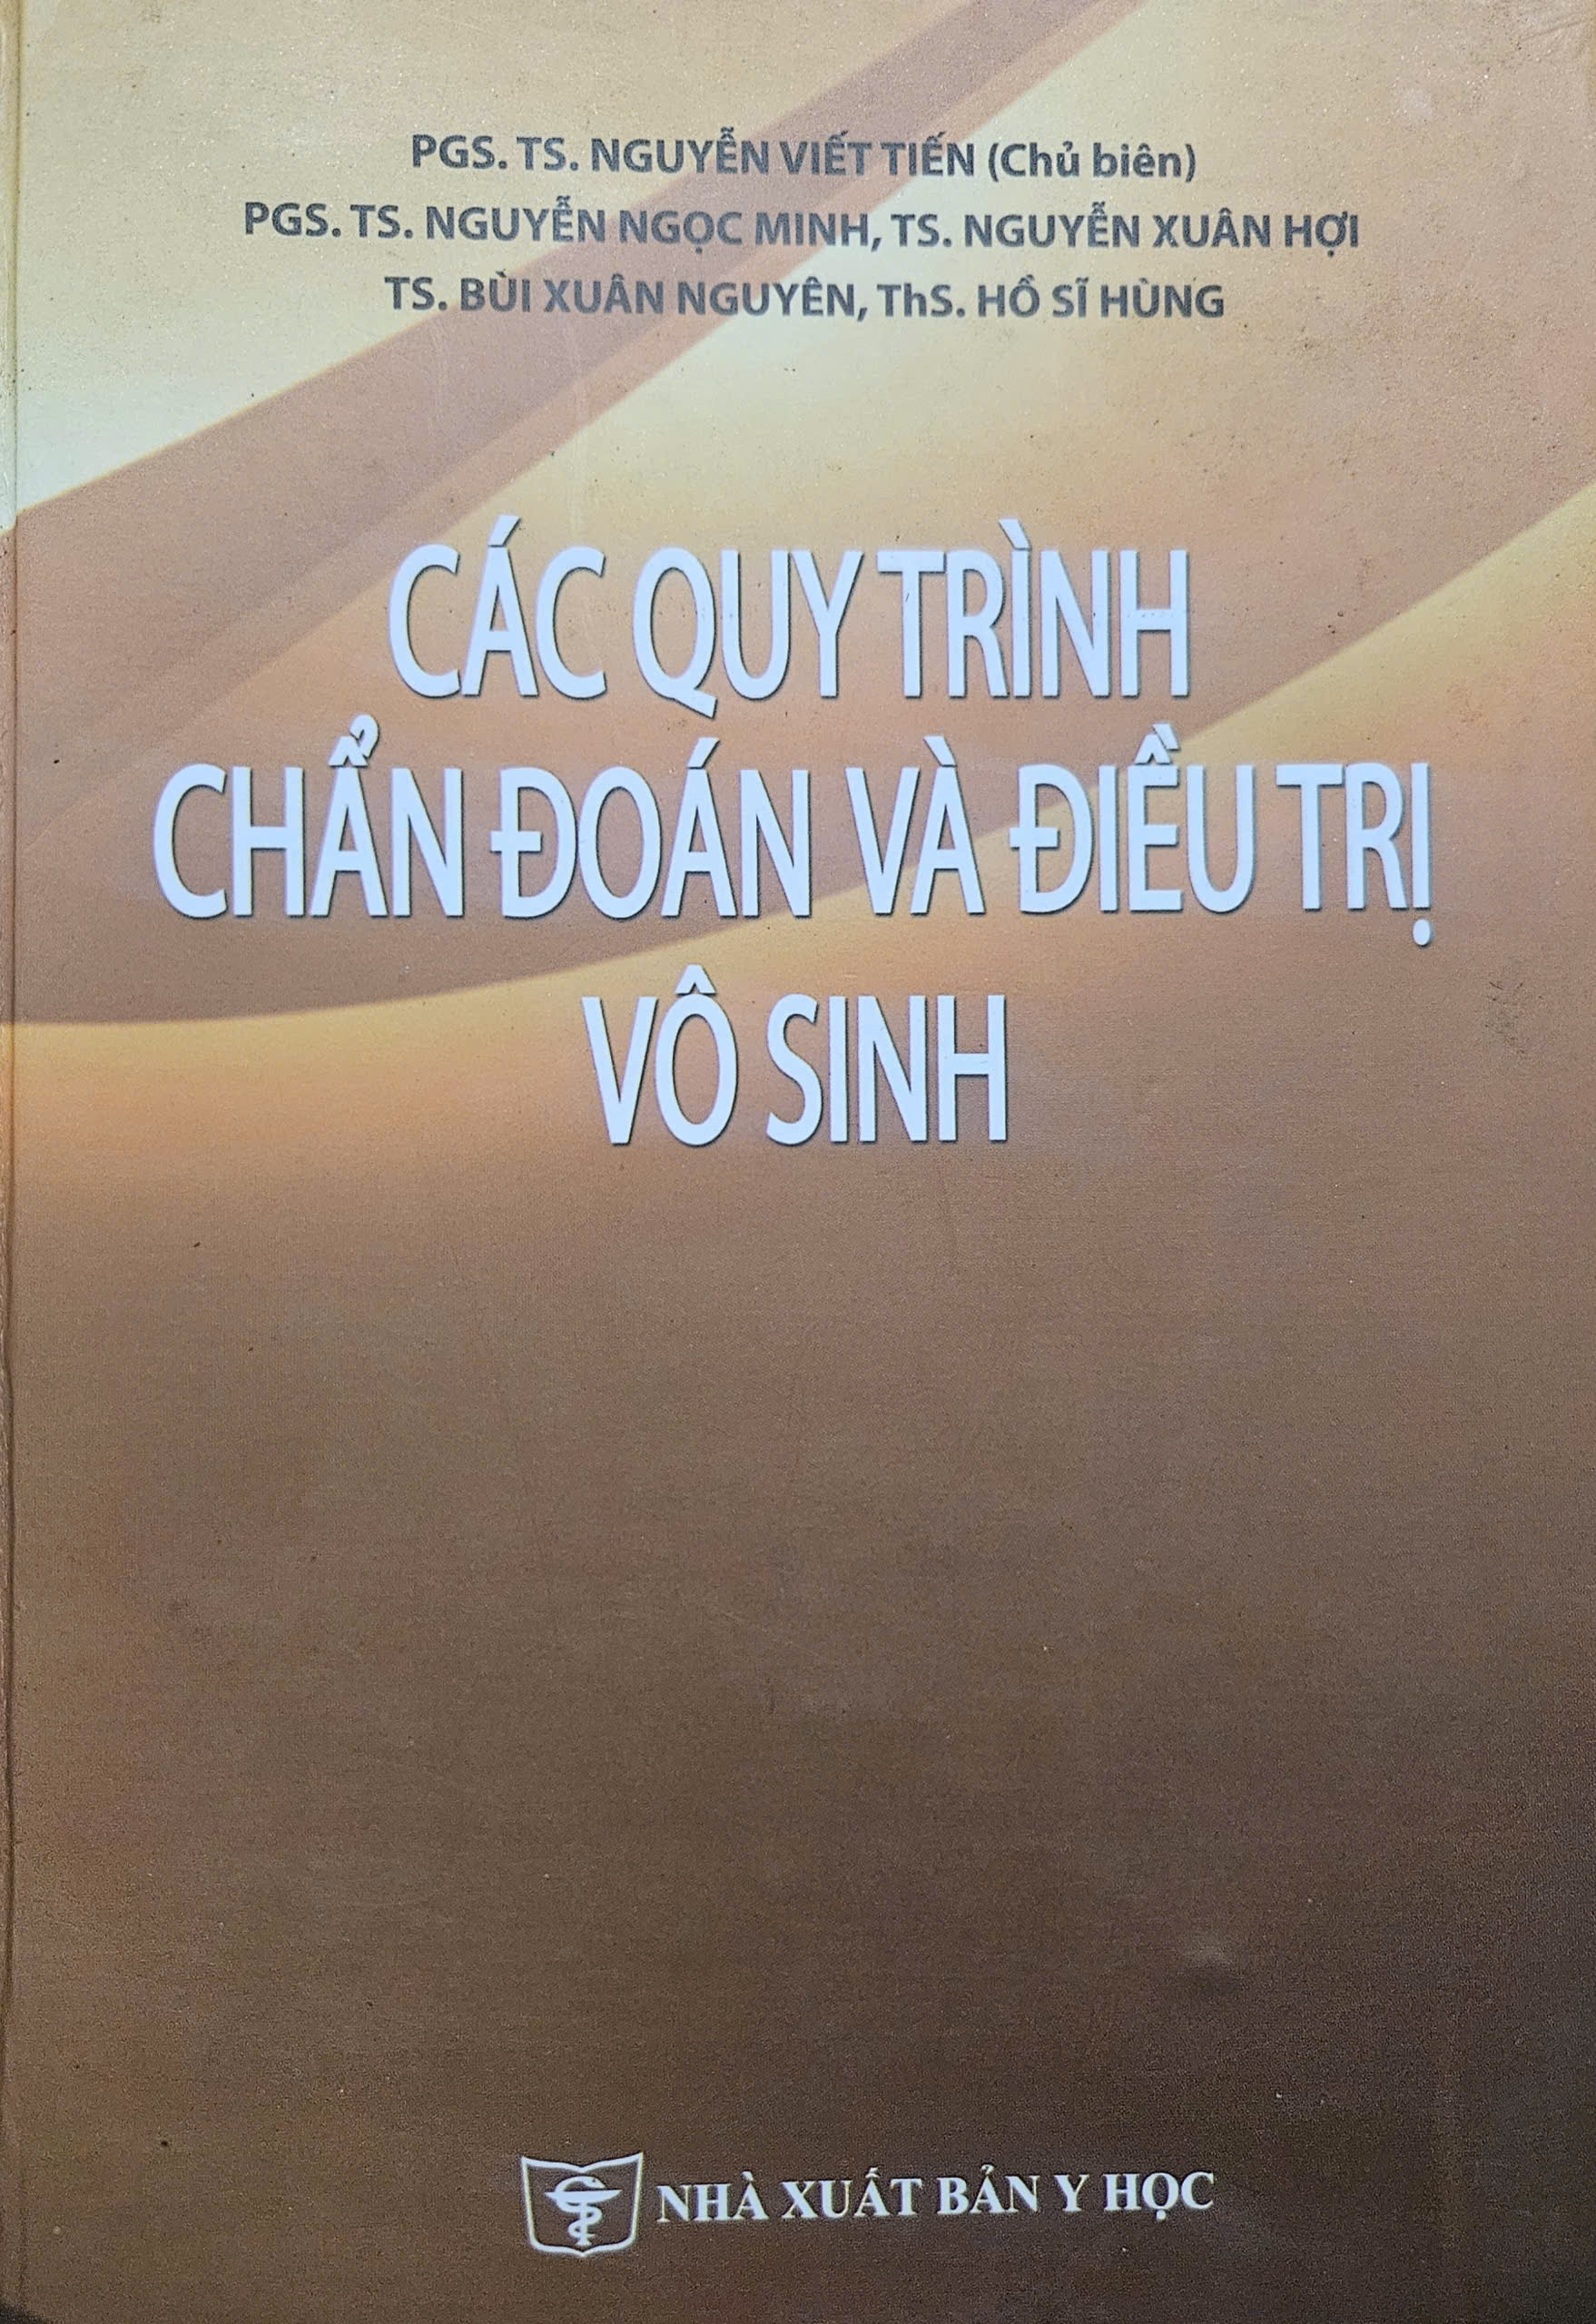 PGS. TS. NGUYỄN VIẾT TIẾN (Chủ biên)
PGS. TS. NGUYỄN NGỌC MINH, TS. NGUYỄN XUÂN HỢI
TS. BÙI XUÂN NGUYÊN, ThS. HỒ SĨ HÙNG
CÁC QUY TRÌNH
CHẨN ĐOÁN VÀ ĐIỀU TRỊ
VÔ SINH
NHÀ XUẤT BẢN Y HỌC